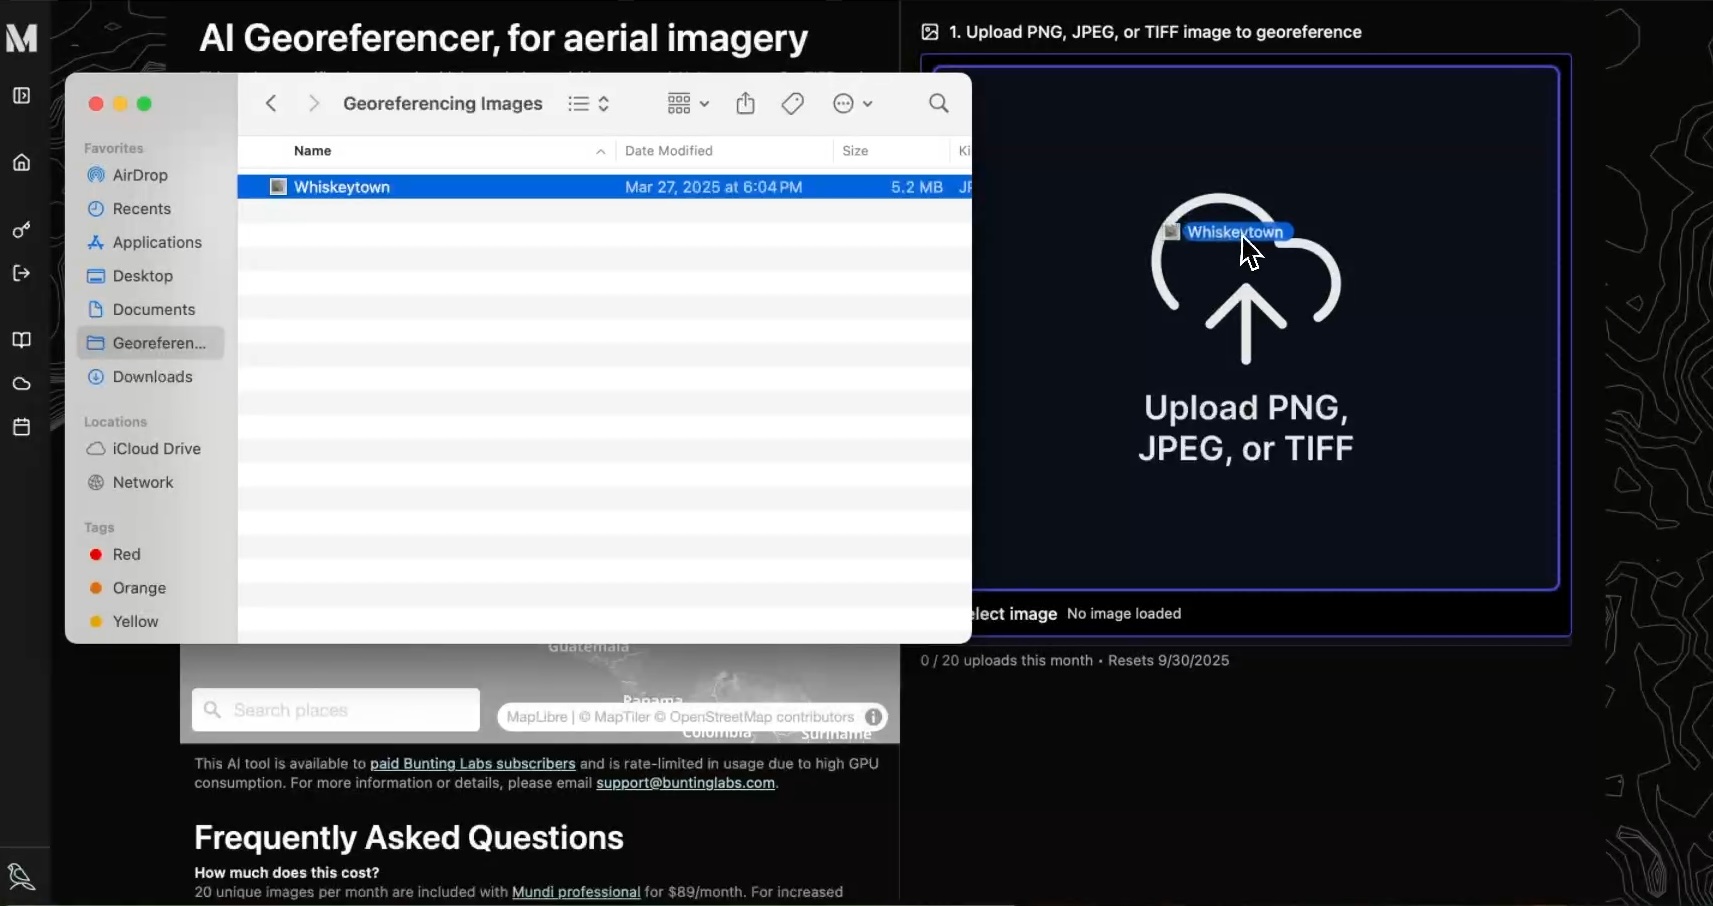 AI Georeferencer, for aerial imagery
1. Upload PNG, JPEG, or TIFF image to georeference
Georeferencing Images
Favorites
AirDrop
Recents
Applications
Desktop
Documents
Georeferen...
Downloads
Locations
iCloud Drive
Network
Tags
Red
Orange
Yellow
Name
Date Modified
Size
Ki
Whiskeytown
Mar 27, 2025 at 6:04 PM
5.2 MB
Whiskeytown
Upload PNG,
JPEG, or TIFF
elect image No image loaded
0 / 20 uploads this month • Resets 9/30/2025
Guatemala
Panama
Colombia
Suriname
Search places
MapLibre | © MapTiler © OpenStreetMap contributors
This AI tool is available to paid Bunting Labs subscribers and is rate-limited in usage due to high GPU
consumption. For more information or details, please email support@buntinglabs.com.
Frequently Asked Questions
How much does this cost?
20 unique images per month are included with Mundi professional for $89/month. For increased